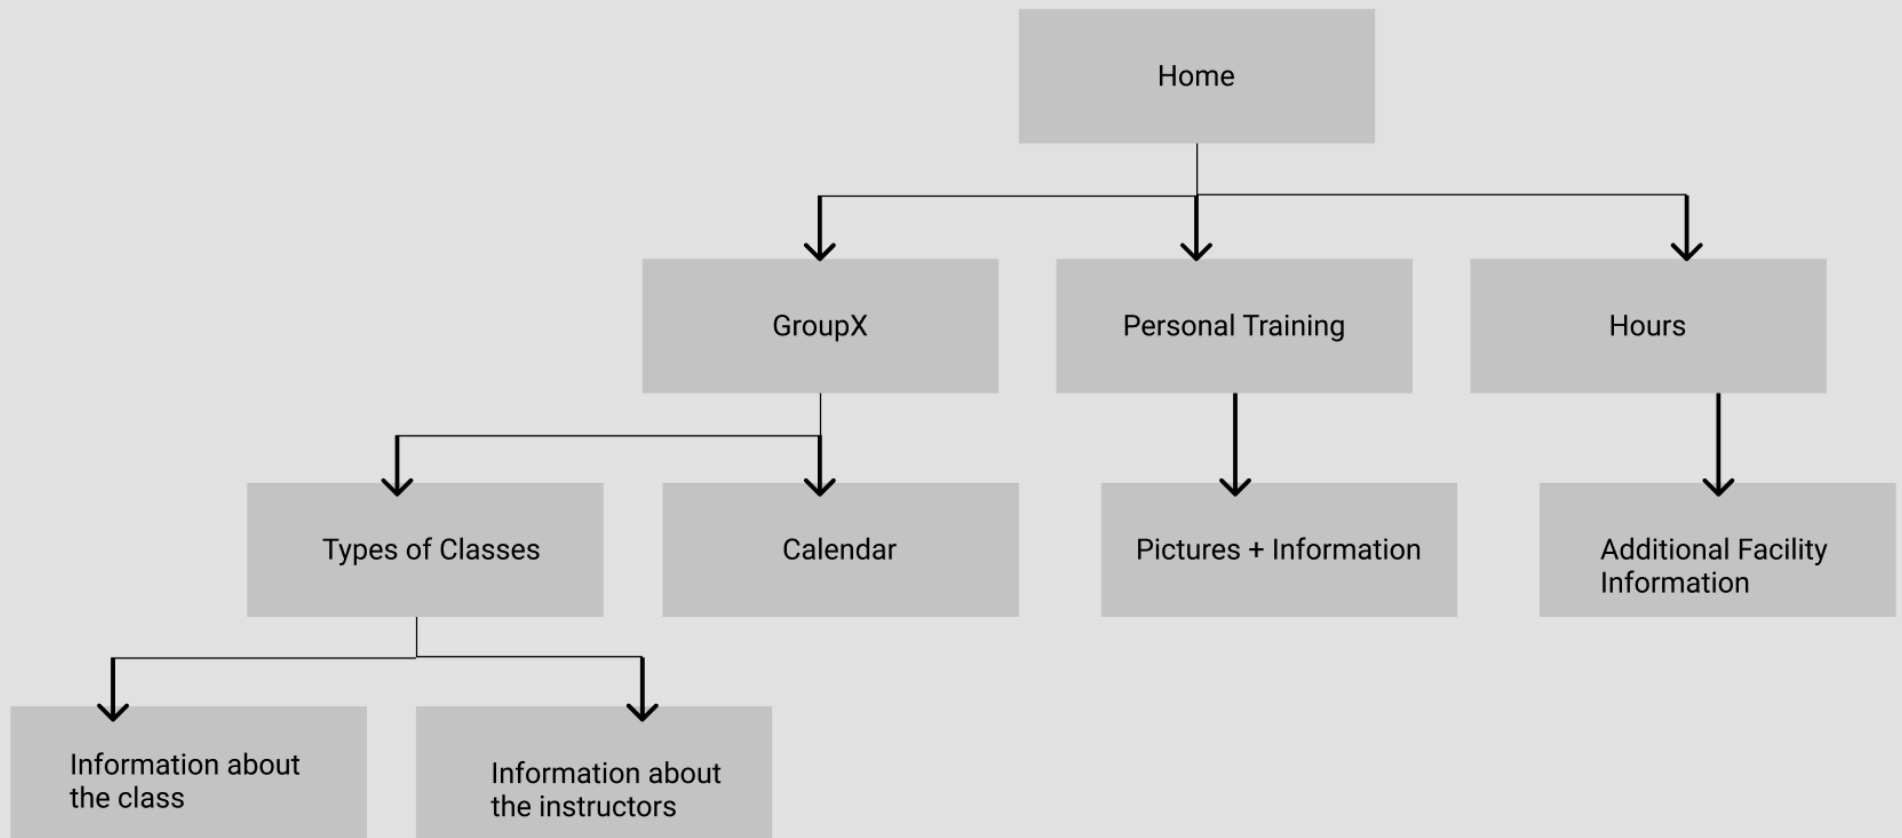 Home
GroupX
Personal Training
Hours
Types of Classes
Calendar
Pictures + Information
Additional Facility
Information
Information about
the class
Information about
the instructors